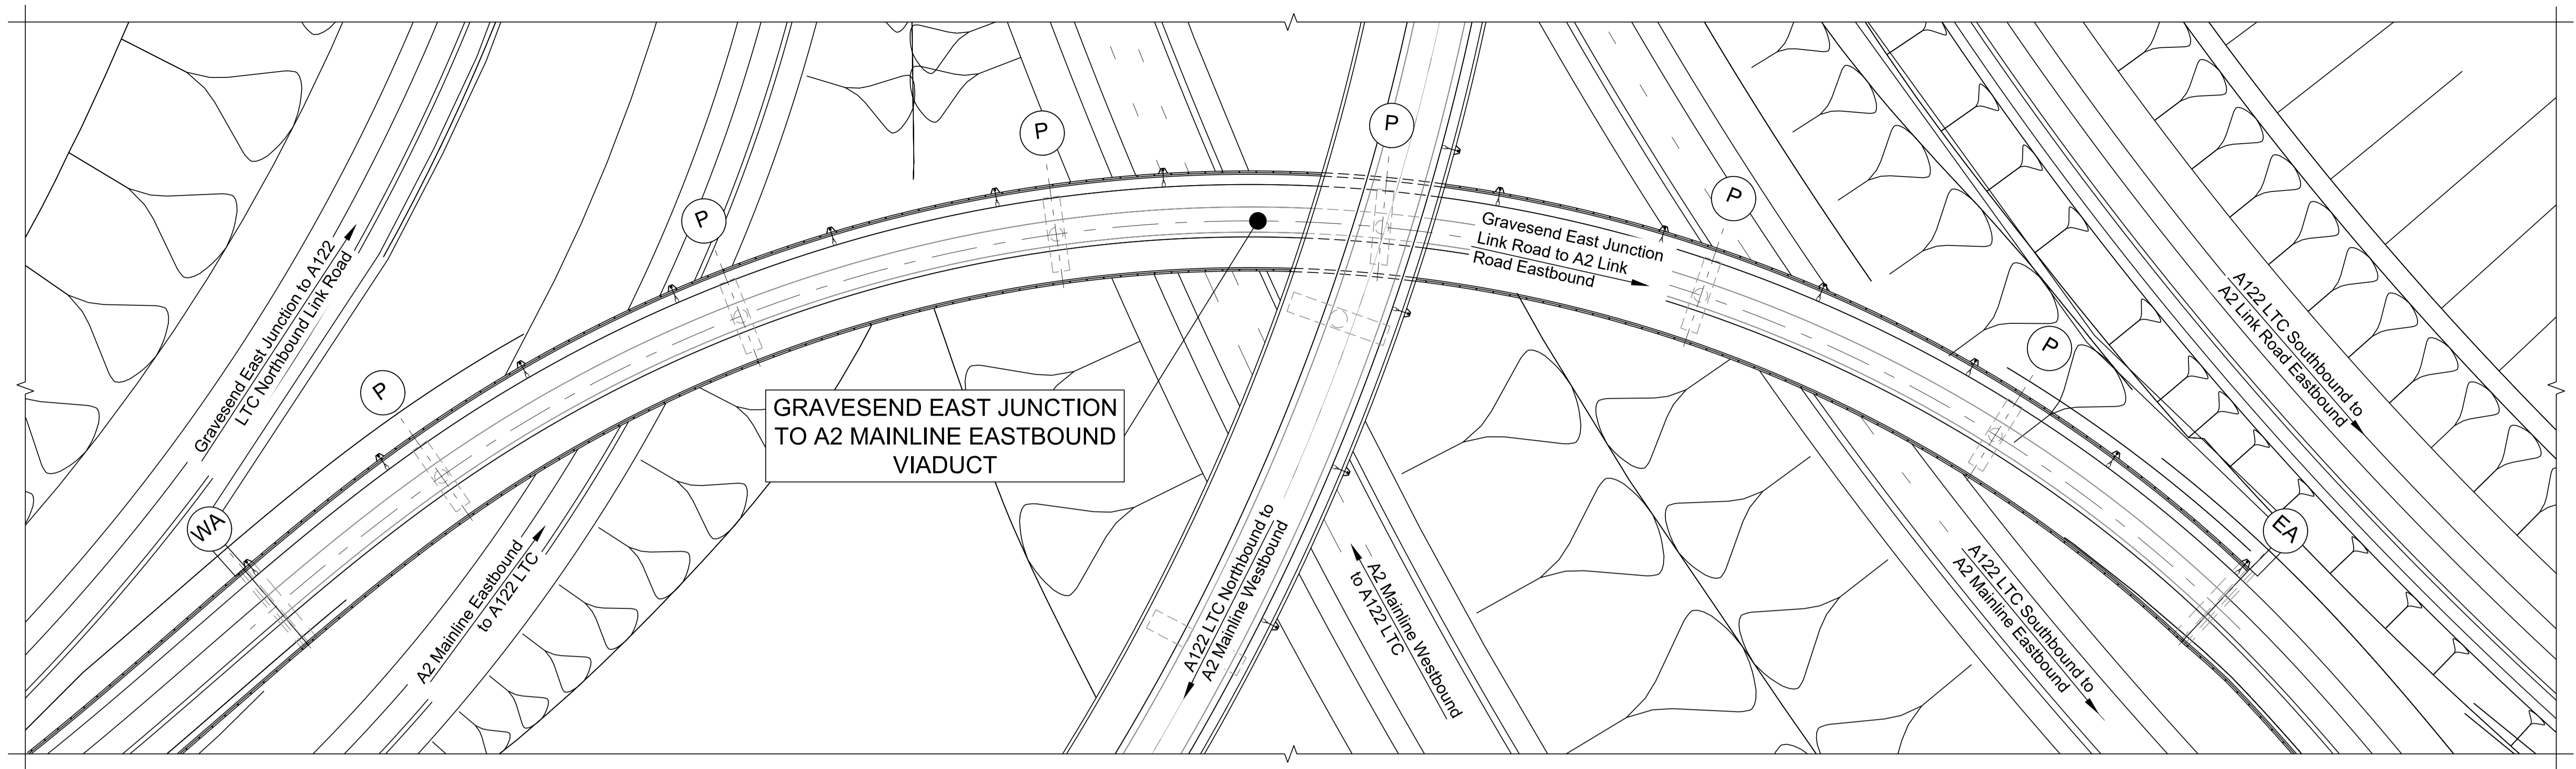 P
P
P
P
P
P
WA
EA
Gravesend East Junction to A122
LTC Northbound Link Road
A2 Mainline Eastbound
to A122 LTC
GRAVESEND EAST JUNCTION
TO A2 MAINLINE EASTBOUND
VIADUCT
A122 LTC Northbound to
A2 Mainline Westbound
A2 Mainline Westbound
to A122 LTC
Gravesend East Junction
Link Road to A2 Link
Road Eastbound
A122 LTC Southbound to
A2 Mainline Eastbound
A122 LTC Southbound to
A2 Link Road Eastbound